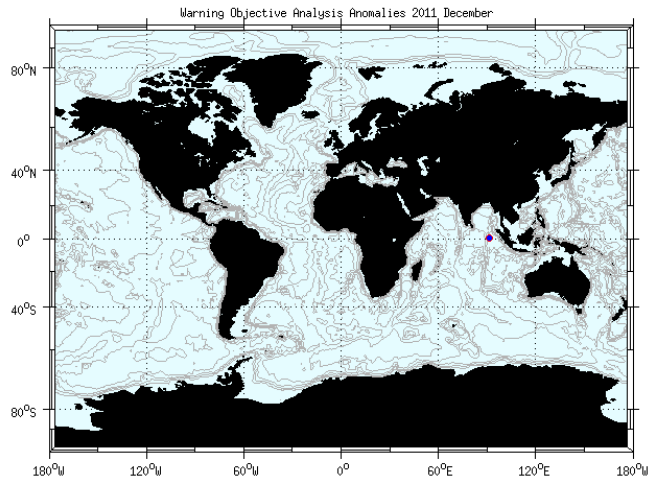 Warning Objective Analysis Anomalies 2011 December
80°N
40°N
0°
40°S
80°S
180°W 120°W 60°W 0° 60°E 120°E 180°W